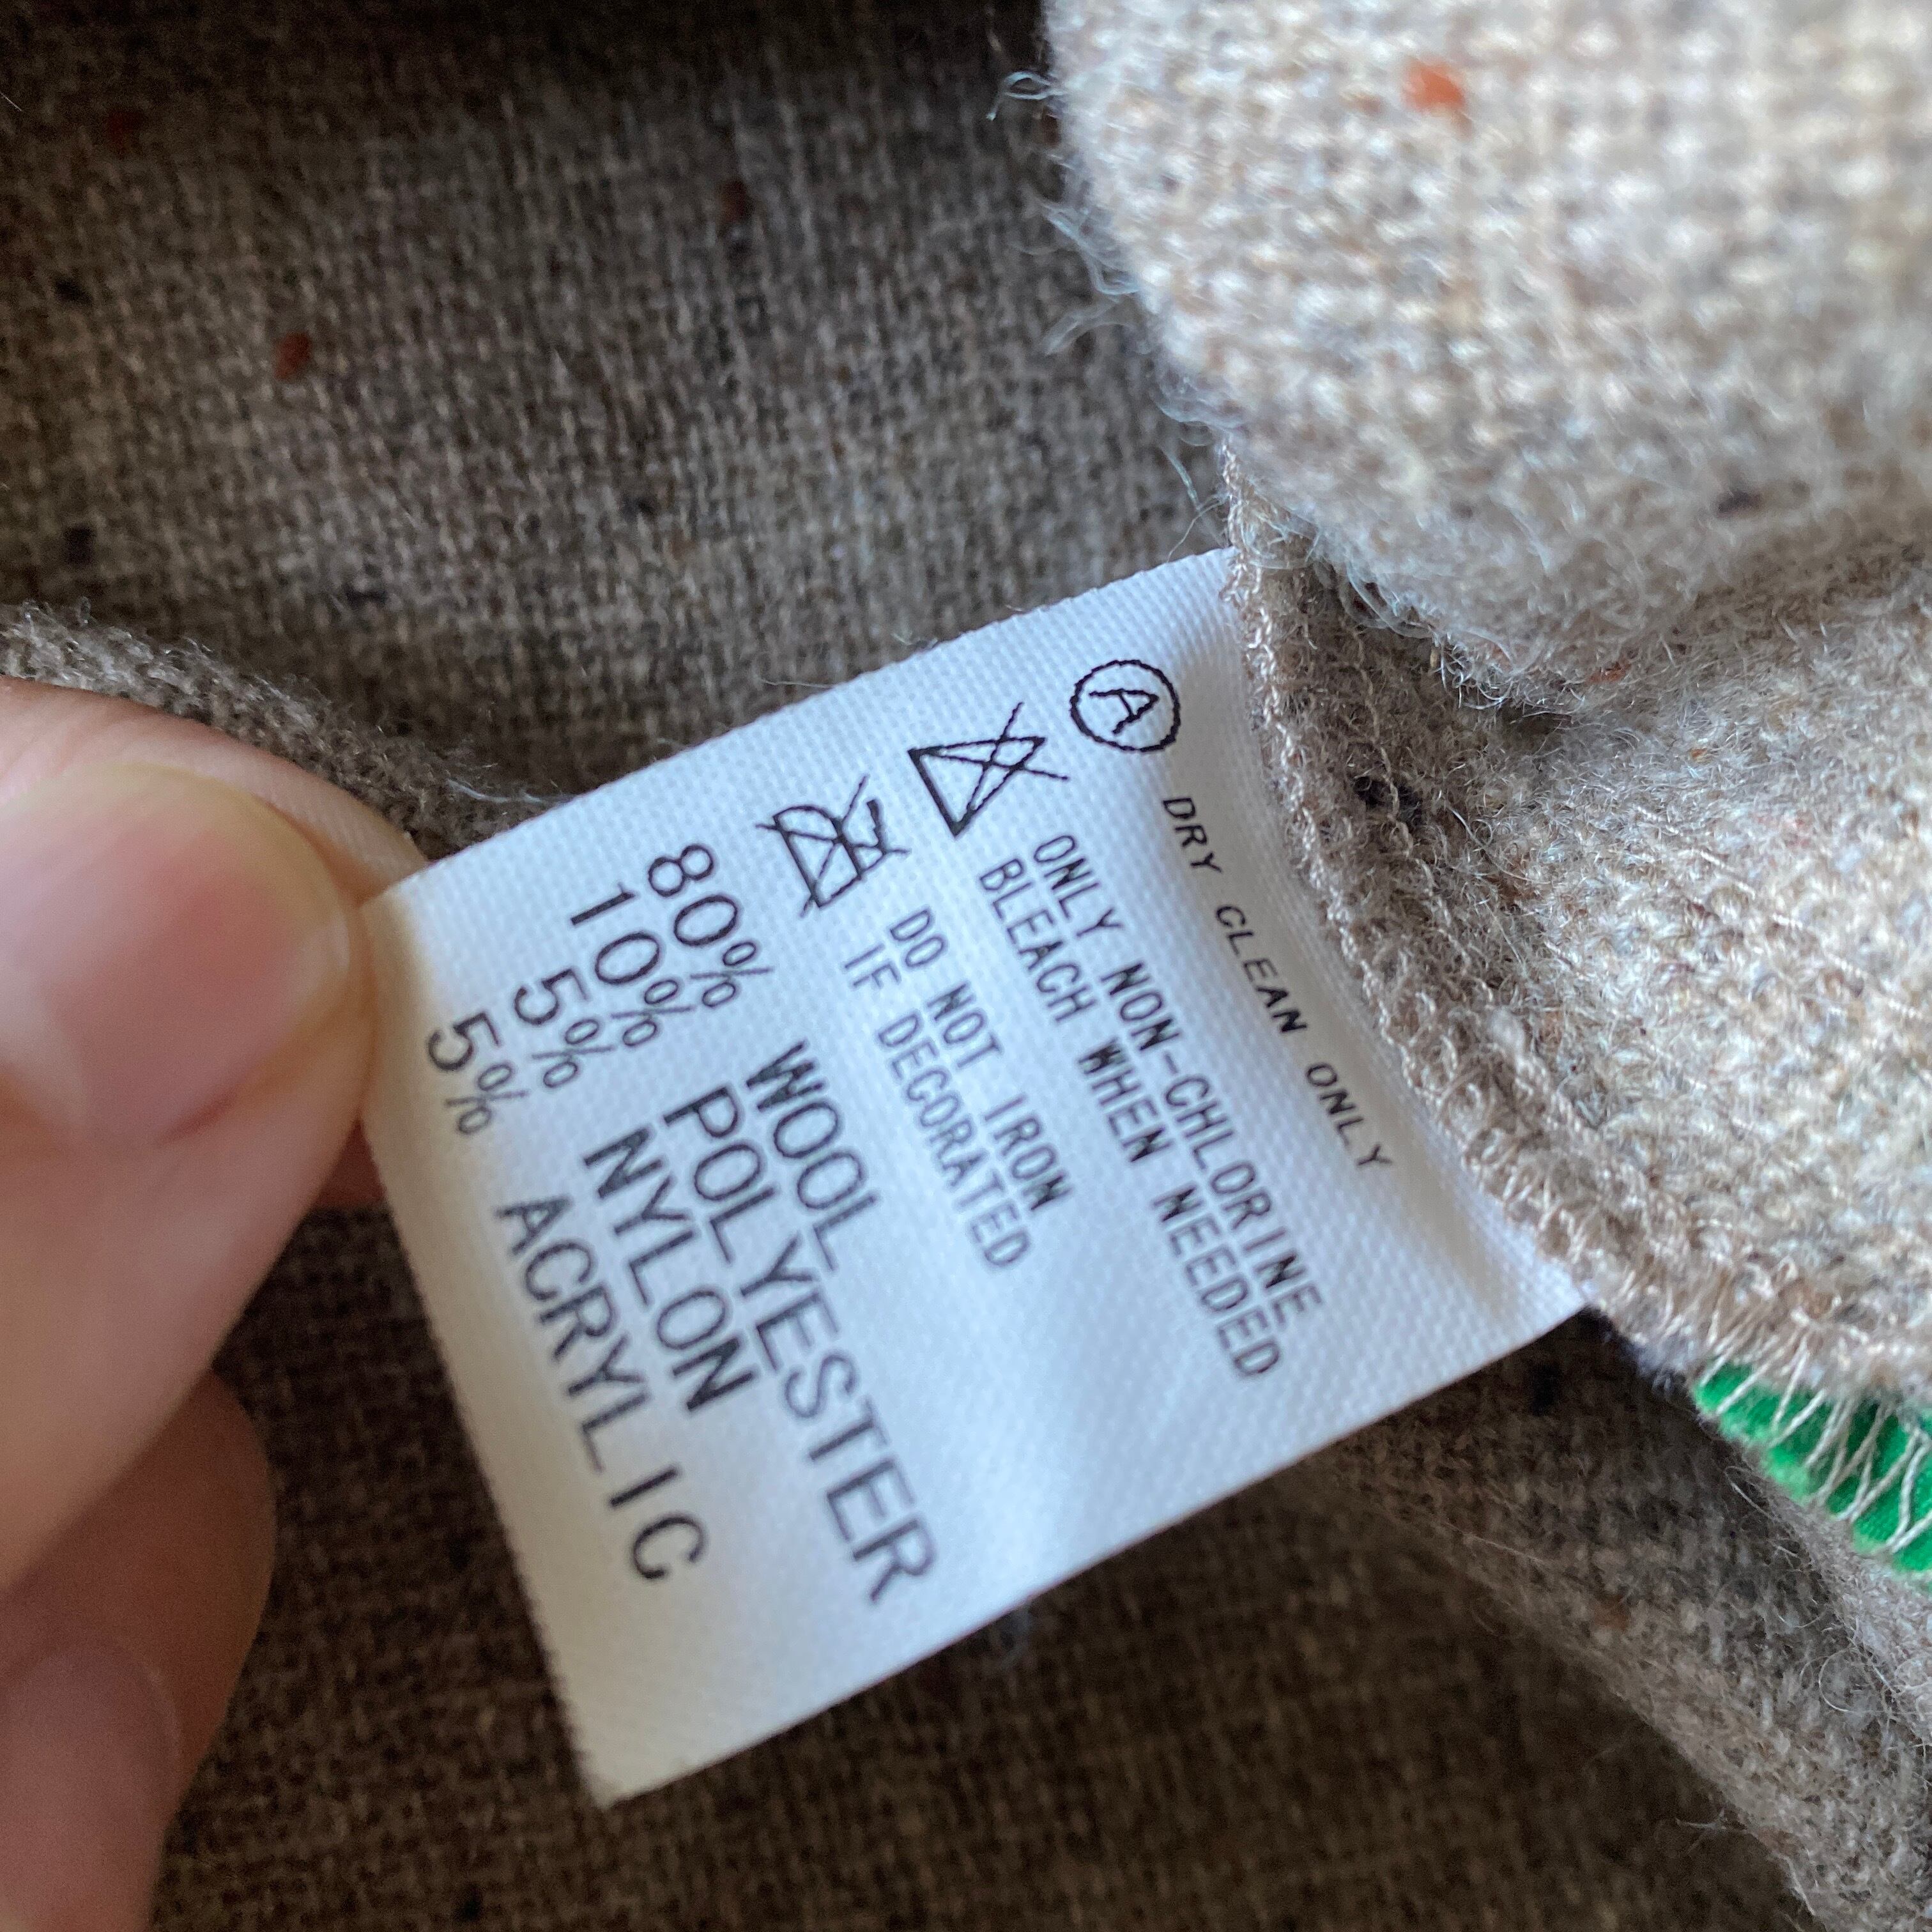 A DRY CLEAN ONLY
ONLY NON-CHLORINE
BLEACH WHEN NEEDED
DO NOT IRON
IF DECORATED
80% WOOL
10% POLYESTER
5% NYLON
5% ACRYLIC